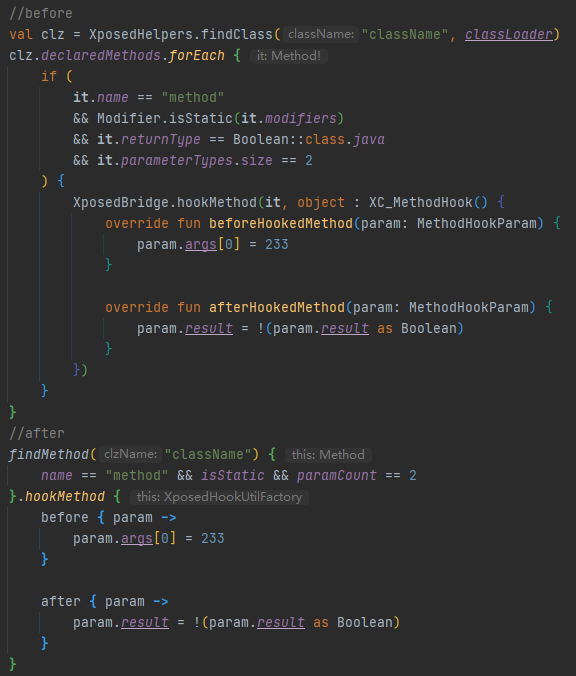 //before
val clz = XposedHelpers.findClass( className: "className", classLoader)
clz.declaredMethods.forEach { it: Method!
    if (
        it.name == "method"
        && Modifier.isStatic(it.modifiers)
        && it.returnType == Boolean::class.java
        && it.parameterTypes.size == 2
    ) {
        XposedBridge.hookMethod(it, object : XC_MethodHook() {
            override fun beforeHookedMethod(param: MethodHookParam) {
                param.args[0] = 233
            }

            override fun afterHookedMethod(param: MethodHookParam) {
                param.result = !(param.result as Boolean)
            }
        })
    }
}
//after
findMethod( clzName: "className") { this: Method
    name == "method" && isStatic && paramCount == 2
}.hookMethod { this: XposedHookUtilFactory
    before { param ->
        param.args[0] = 233
    }

    after { param ->
        param.result = !(param.result as Boolean)
    }
}